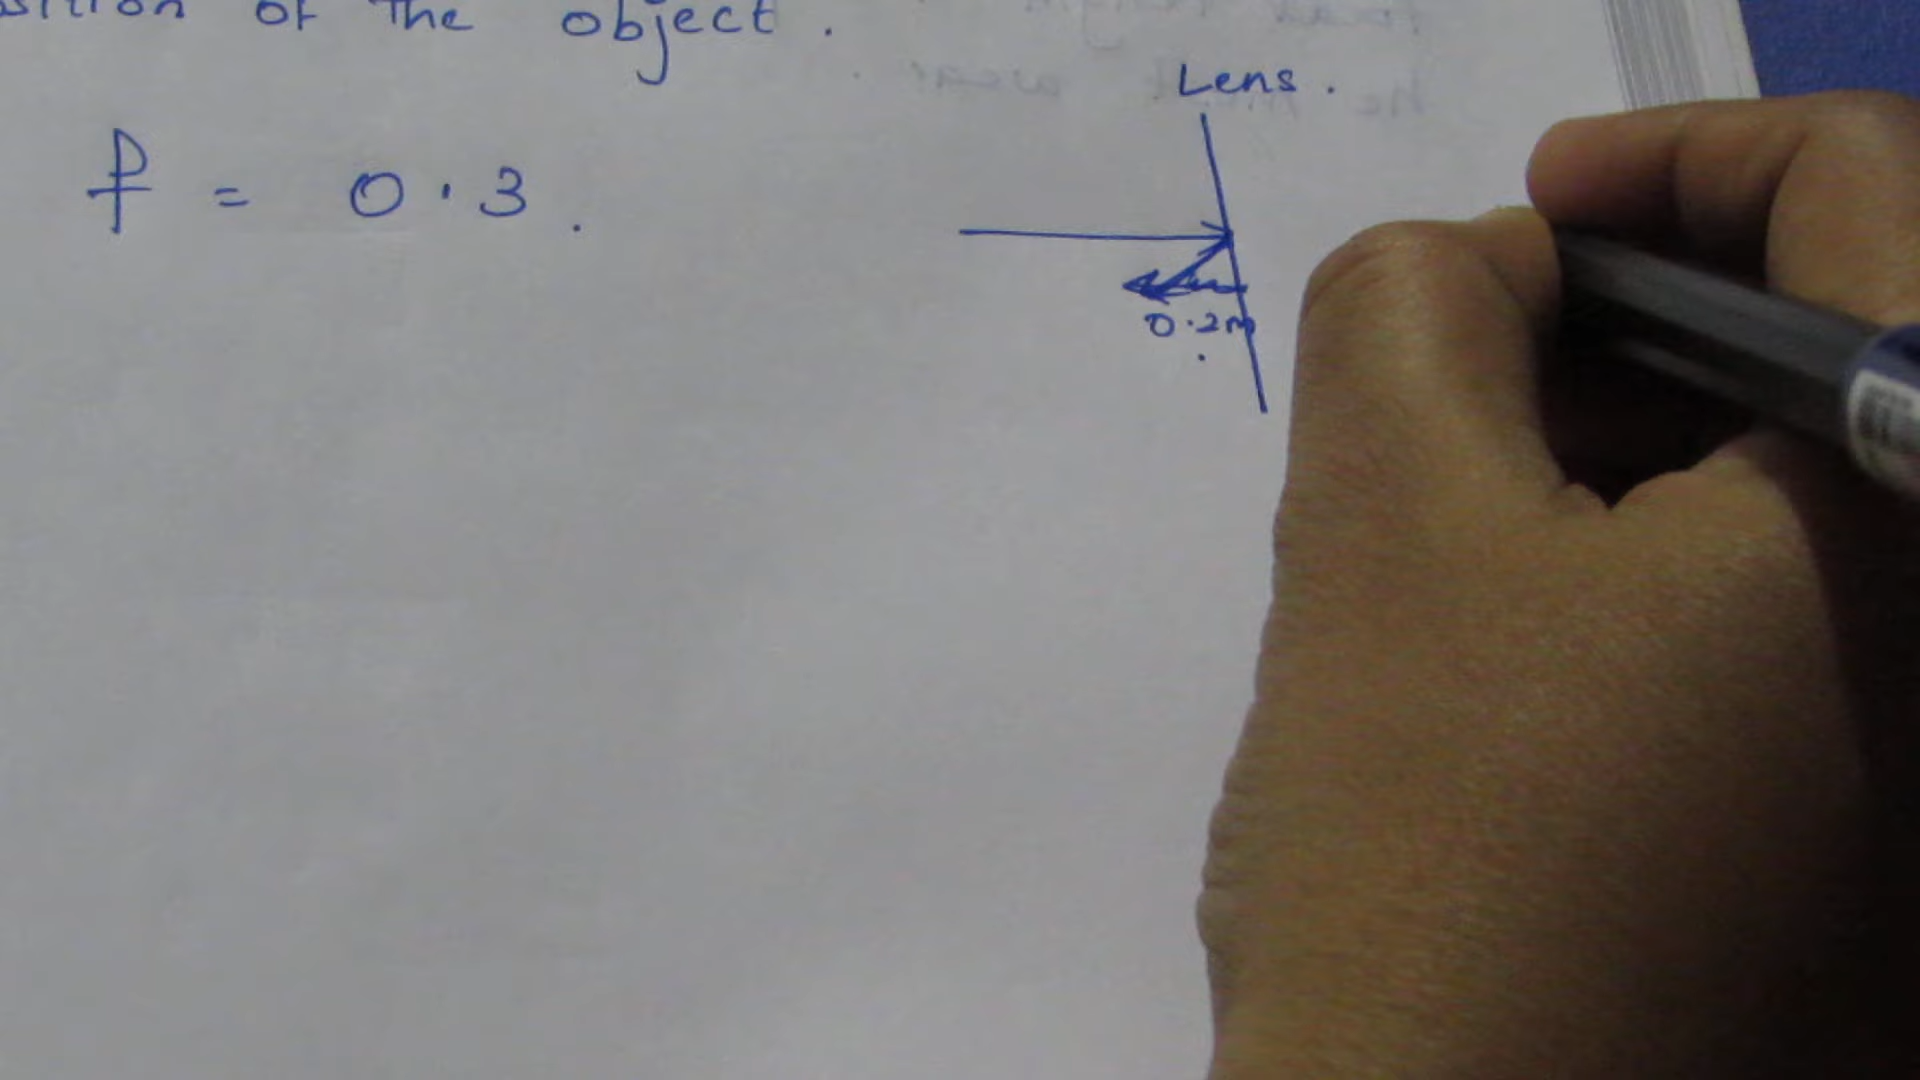 of the object.
Lens.
f = 0.3.
0.2m